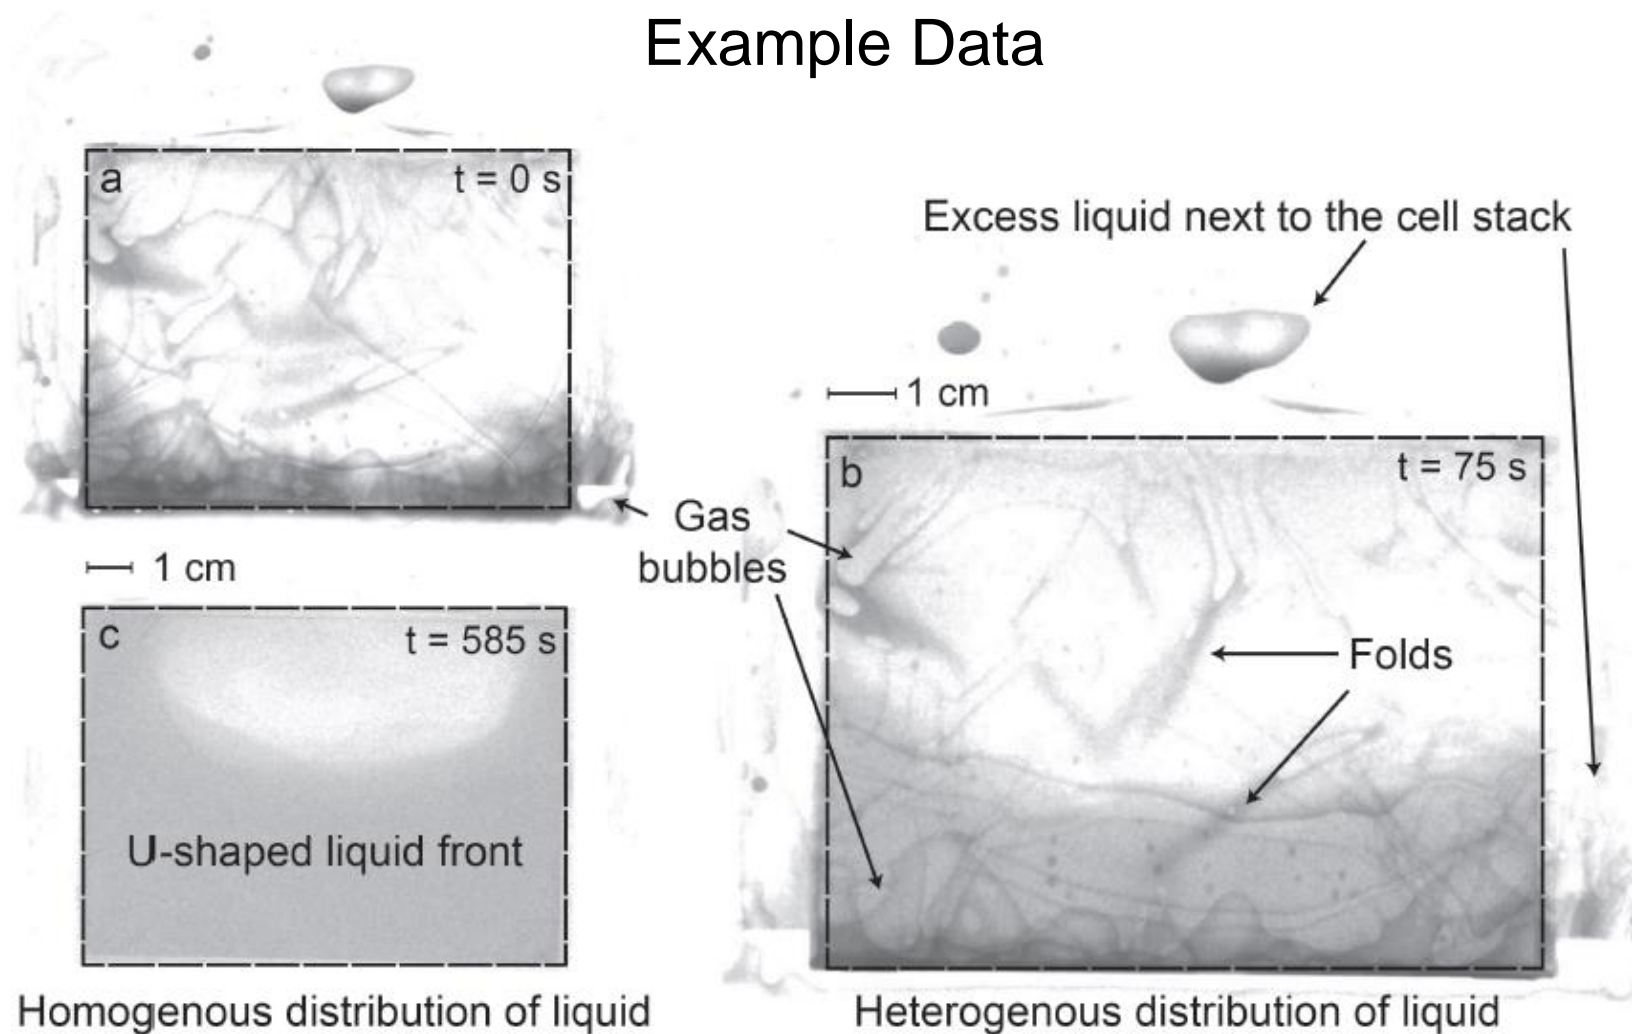 Example Data
a
t = 0 s
Excess liquid next to the cell stack
1 cm
b
t = 75 s
Gas
bubbles
1 cm
c
t = 585 s
Folds
U-shaped liquid front
Homogenous distribution of liquid
Heterogenous distribution of liquid